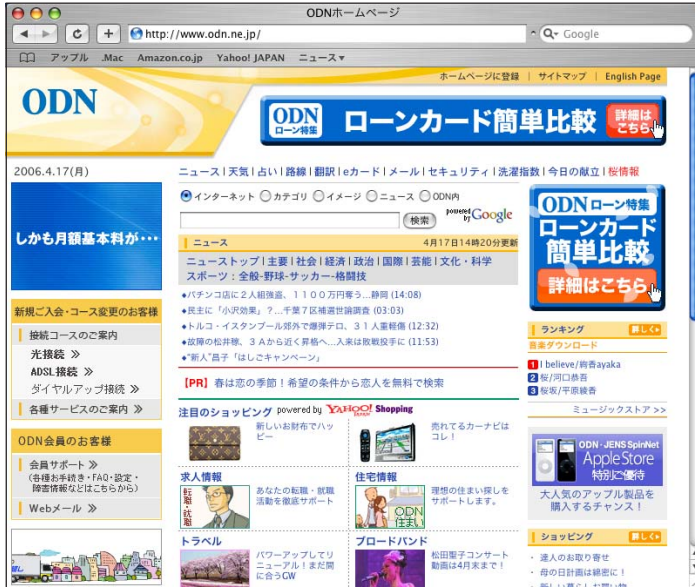 ODNホームページ
http://www.odn.ne.jp/
Google
アップル .Mac Amazon.co.jp Yahoo! JAPAN ニュース▼
ホームページに登録 | サイトマップ | English Page
ODN
ODN ローン特集 ローンカード簡単比較 詳細はこちら
2006.4.17(月)
ニュース | 天気 | 占い | 路線 | 翻訳 | eカード | メール | セキュリティ | 洗濯指数 | 今日の献立 | 桜情報
しかも月額基本料が・・・
インターネット カテゴリ イメージ ニュース ODN内
検索 powered by Google
ニュース 4月17日14時20分更新
ニューストップ | 主要 | 社会 | 経済 | 政治 | 国際 | 芸能 | 文化・科学
スポーツ：全般-野球-サッカー-格闘技
◆パチンコ店に2人組強盗、１１００万円奪う…静岡 (14:08)
◆民主に「小沢効果」？…千葉７区補選世論調査 (03:03)
◆トルコ・イスタンブール郊外で爆弾テロ、３１人重軽傷 (12:32)
◆故障の松井稼、３Ａから近く昇格へ…入来は敗戦投手に (11:53)
◆“新人”昌子「はしごキャンペーン」
【PR】春は恋の季節！希望の条件から恋人を無料で検索
ODN ローン特集
ローンカード
簡単比較
詳細はこちら
新規ご入会・コース変更のお客様
接続コースのご案内
光接続 ≫
ADSL接続 ≫
ダイヤルアップ接続 ≫
各種サービスのご案内 ≫
ODN会員のお客様
会員サポート ≫
(各種お手続き・FAQ・設定・
障害情報などはこちらから)
Webメール ≫
注目のショッピング powered by YAHOO! JAPAN Shopping
新しいお財布でハッピー
売れてるカーナビはコレ！
求人情報
転職・就職
あなたの転職・就職
活動を徹底サポート
住宅情報
ODN
住まい
理想の住まい探しを
サポートします。
トラベル
パワーアップしてリ
ニューアル！まだ間
に合うGW
ブロードバンド
松田聖子コンサート
動画は4月末まで！
ランキング 詳しく
音楽ダウンロード
1 I believe/絢香ayaka
2 桜/河口恭吾
3 桜坂/平原綾香
ミュージックストア >>
ODN・JENS SpinNet
AppleStore
特別ご優待
大人気のアップル製品を
購入するチャンス！
ショッピング 詳しく
・ 達人のお取り寄せ
・ 母の日計画は綿密に！